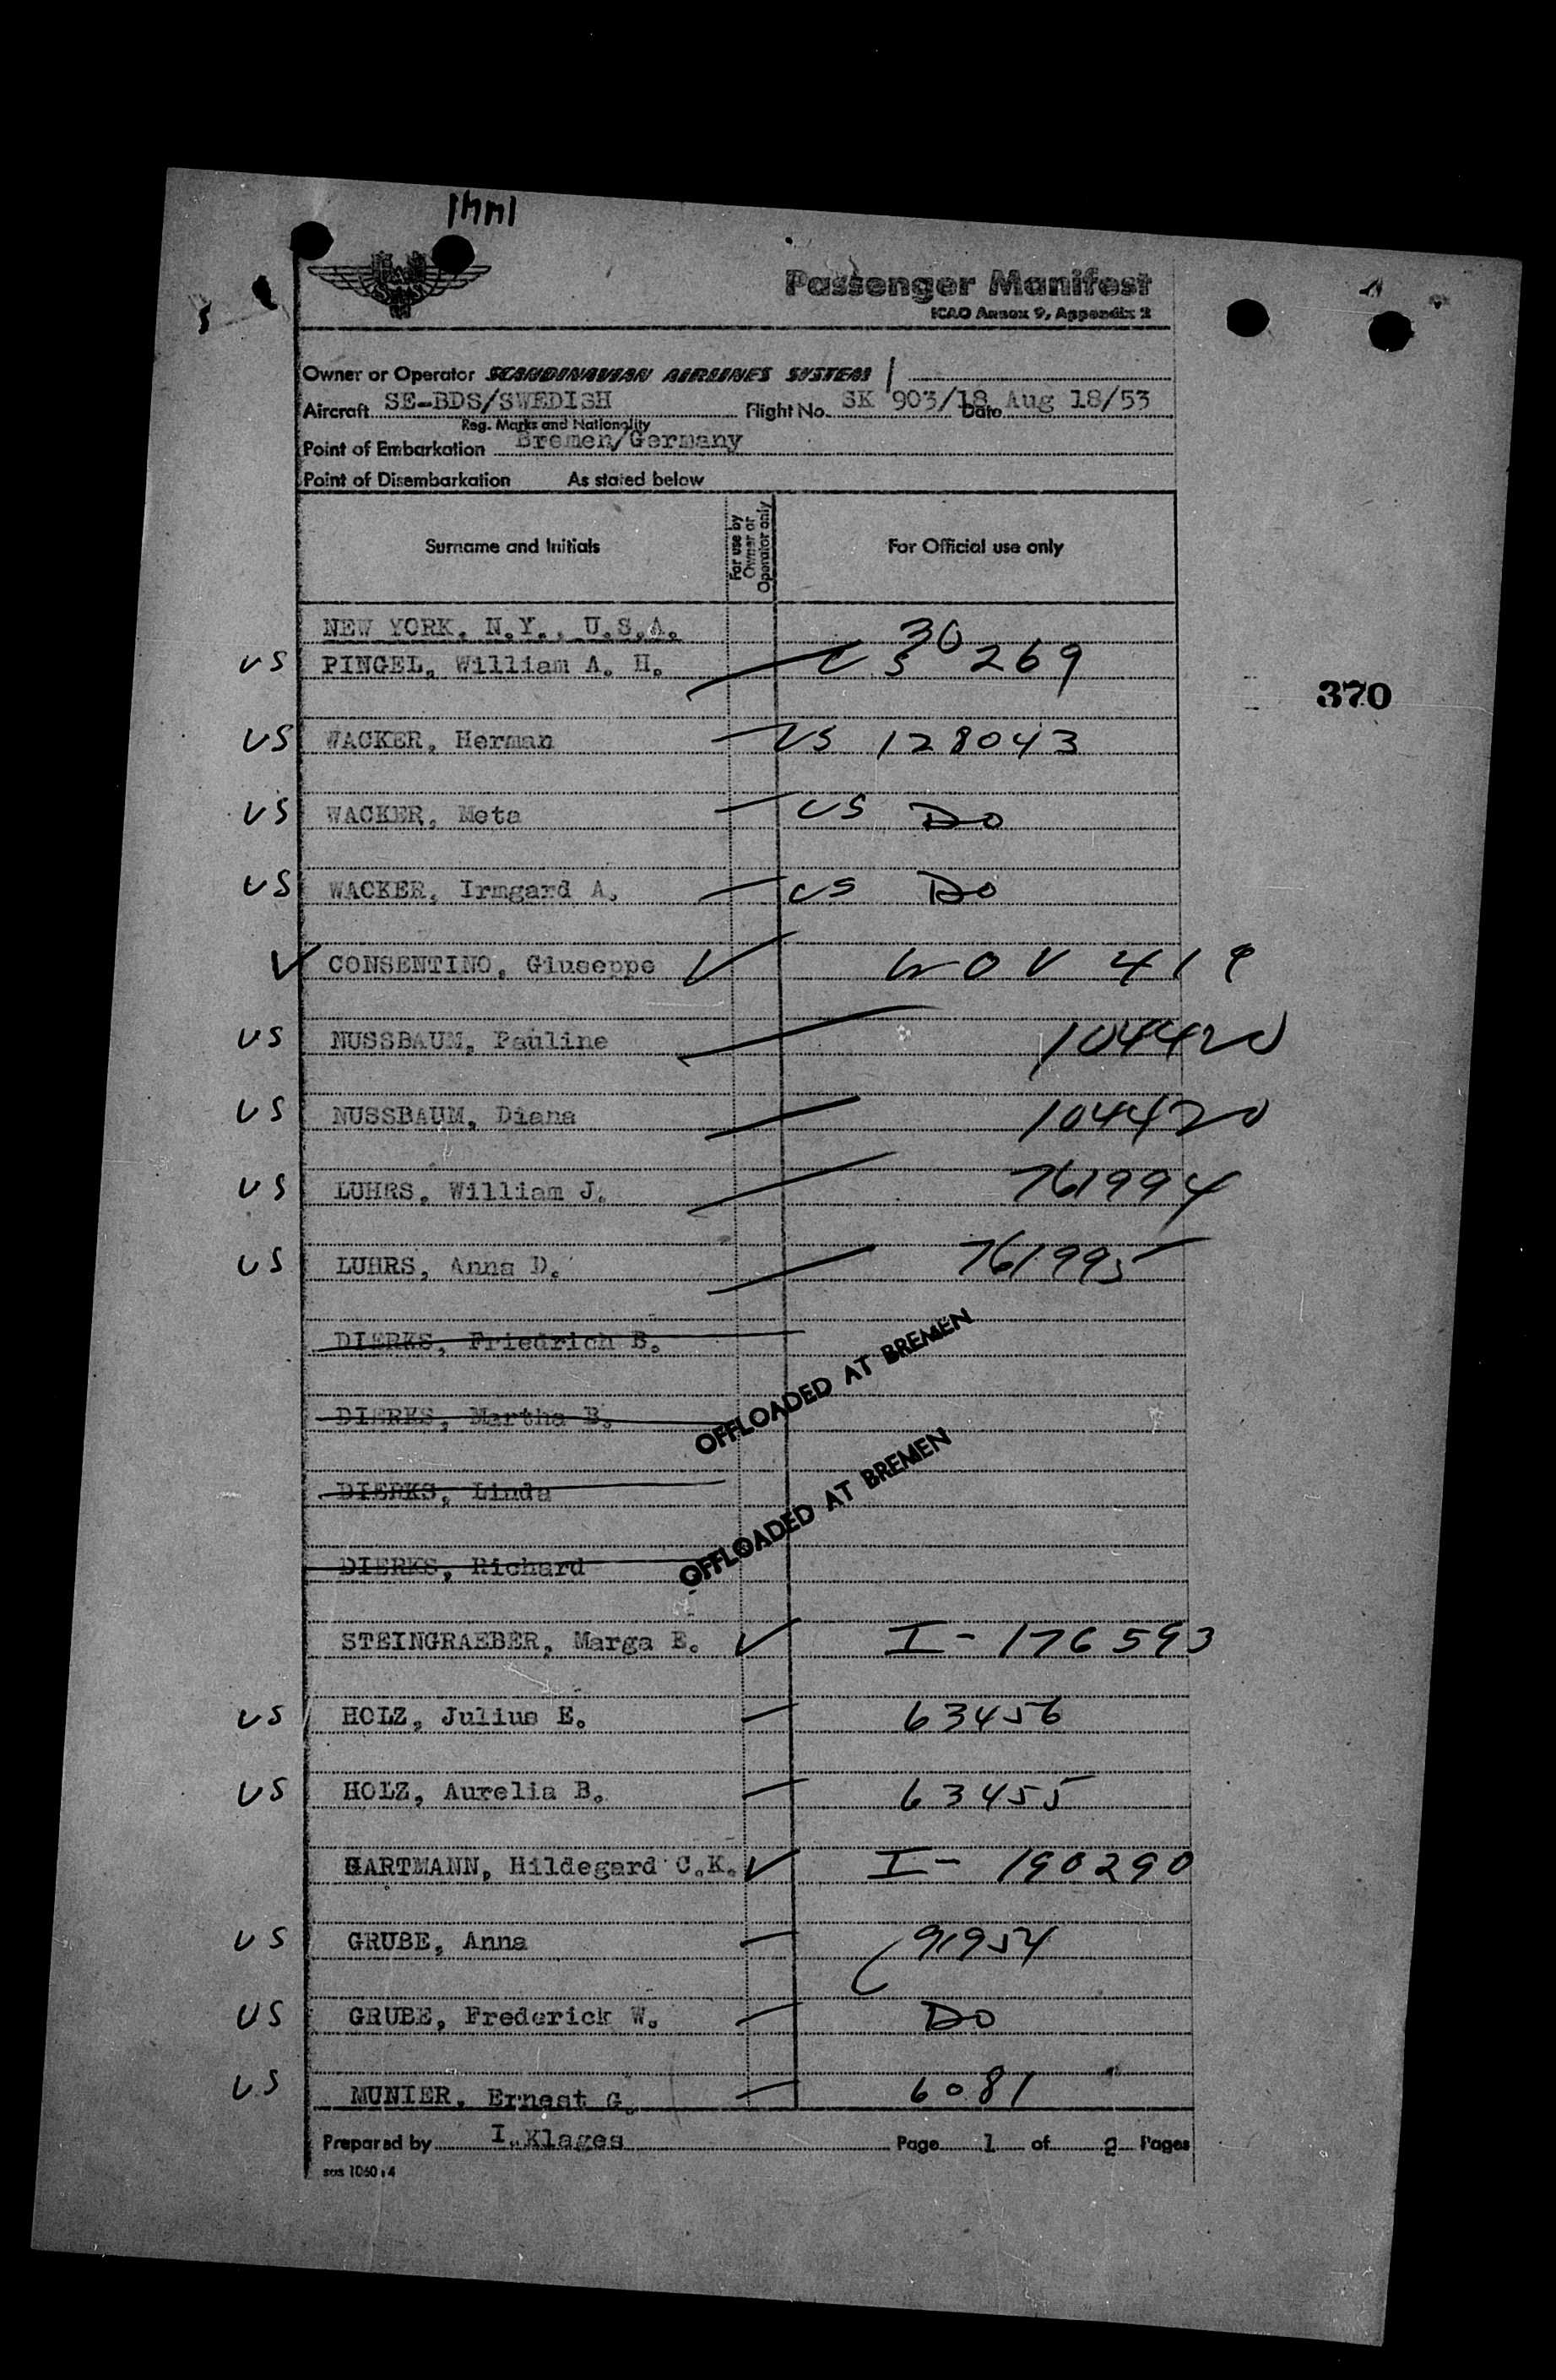 Passenger Manifest
ICAO Annex 9, Appendix 2
Owner or Operator SCANDINAVIAN AIRLINES SYSTEM
Aircraft SE-BDS/SWEDISH Flight No. SK 903/18 Date Aug 18/53
Reg. Marks and Nationality
Point of Embarkation Bremen/Germany
Point of Disembarkation As stated below
Surname and Initials For use by Owner or Operator only For Official use only
NEW YORK, N.Y., U.S.A. 30
US PINGEL, William A. H. 269
370
US WACKER, Herman US 128043
US WACKER, Meta US Do
US WACKER, Irmgard A. US Do
CONSENTINO, Giuseppe
US NUSSBAUM, Pauline 104420
US NUSSBAUM, Diana 104420
US LUHRS, William J. 761994
US LUHRS, Anna D. 761995
DIERKS, Friedrich B.
OFFLOADED AT BREMEN
DIERKS, Martha B.
DIERKS, Linda
OFFLOADED AT BREMEN
DIERKS, Richard
STEINGRAEBER, Marga E. I-176593
US HOLZ, Julius E. 63456
US HOLZ, Aurelia B. 63455
HARTMANN, Hildegard C.K. I-190290
US GRUBE, Anna 91954
US GRUBE, Frederick W. Do
US MUNIER, Ernest G. 6081
Prepared by I. Klages Page 1 of 2 Pages
sas 1060:4